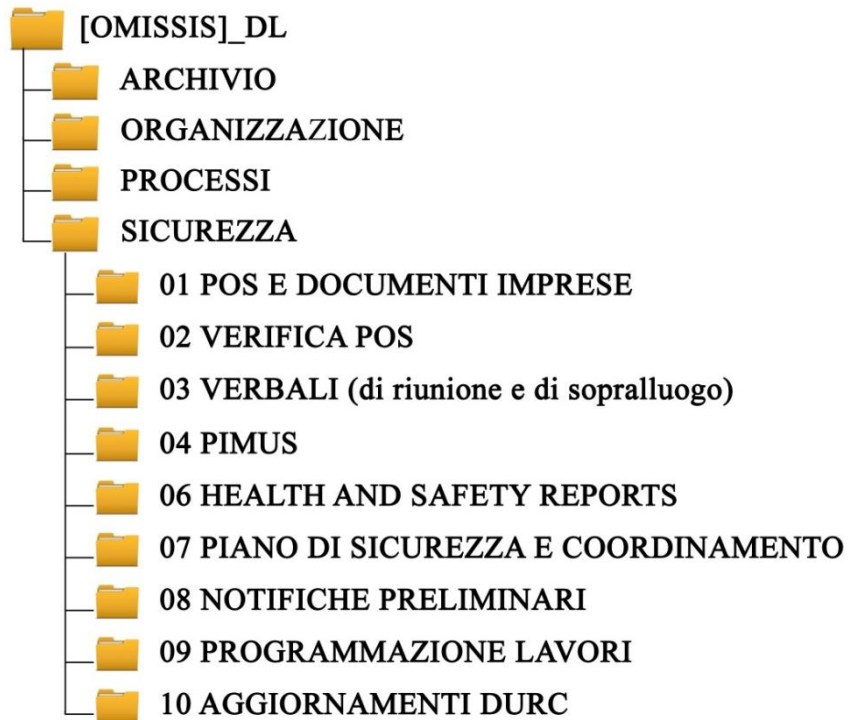 [OMISSIS]_DL
ARCHIVIO
ORGANIZZAZIONE
PROCESSI
SICUREZZA
01 POS E DOCUMENTI IMPRESE
02 VERIFICA POS
03 VERBALI (di riunione e di sopralluogo)
04 PIMUS
06 HEALTH AND SAFETY REPORTS
07 PIANO DI SICUREZZA E COORDINAMENTO
08 NOTIFICHE PRELIMINARI
09 PROGRAMMAZIONE LAVORI
10 AGGIORNAMENTI DURC